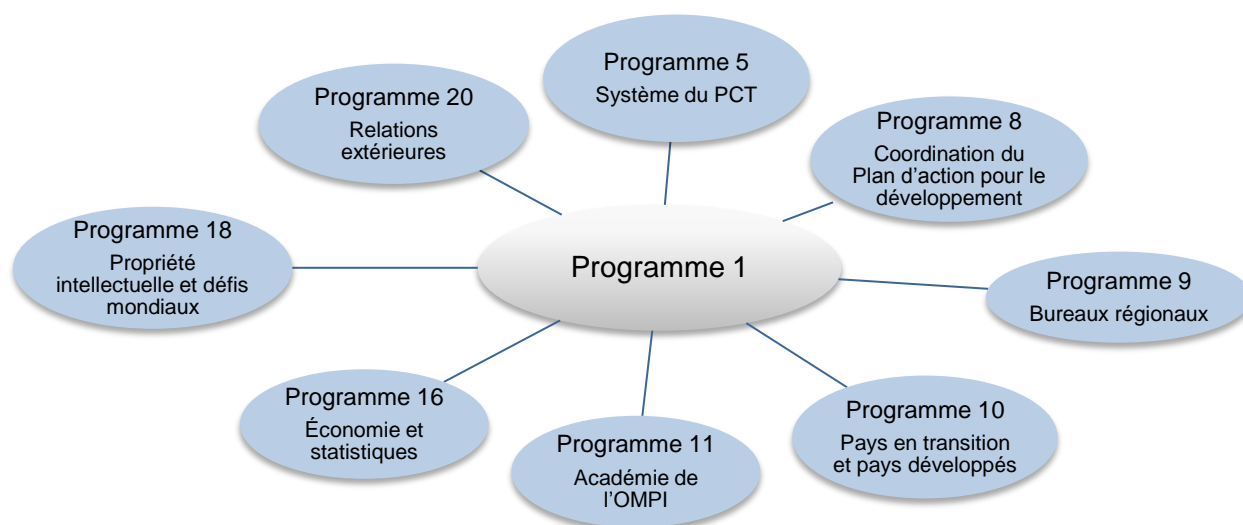 Programme 5
Système du PCT
Programme 20
Relations
extérieures
Programme 8
Coordination du
Plan d’action pour le
développement
Programme 18
Propriété
intellectuelle et défis
mondiaux
Programme 1
Programme 9
Bureaux régionaux
Programme 16
Économie et
statistiques
Programme 11
Académie de
l’OMPI
Programme 10
Pays en transition
et pays développés